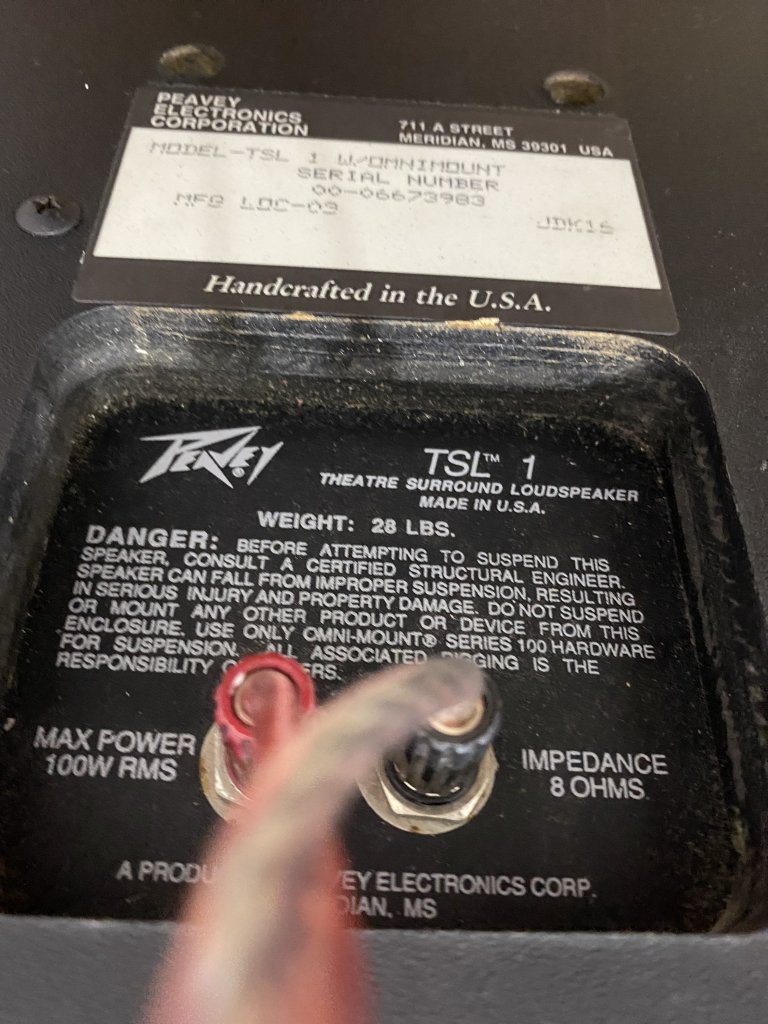 PEAVEY
ELECTRONICS
CORPORATION
711 A STREET
MERIDIAN, MS 39301 USA
MODEL-TSL 1 W/OMNIMOUNT
SERIAL NUMBER
00-06673983
MFG LOC-09
JDK16
Handcrafted in the U.S.A.
PEAVEY®
TSL™ 1
THEATRE SURROUND LOUDSPEAKER
MADE IN U.S.A.
WEIGHT: 28 LBS.
DANGER: BEFORE ATTEMPTING TO SUSPEND THIS
SPEAKER, CONSULT A CERTIFIED STRUCTURAL ENGINEER.
SPEAKER CAN FALL FROM IMPROPER SUSPENSION, RESULTING
IN SERIOUS INJURY AND PROPERTY DAMAGE. DO NOT SUSPEND
OR MOUNT ANY OTHER PRODUCT OR DEVICE FROM THIS
ENCLOSURE. USE ONLY OMNI-MOUNT® SERIES 100 HARDWARE
FOR SUSPENSION. ALL ASSOCIATED RIGGING IS THE
RESPONSIBILITY
MAX POWER
100W RMS
IMPEDANCE
8 OHMS
A ELECTRONICS CORP.
MS